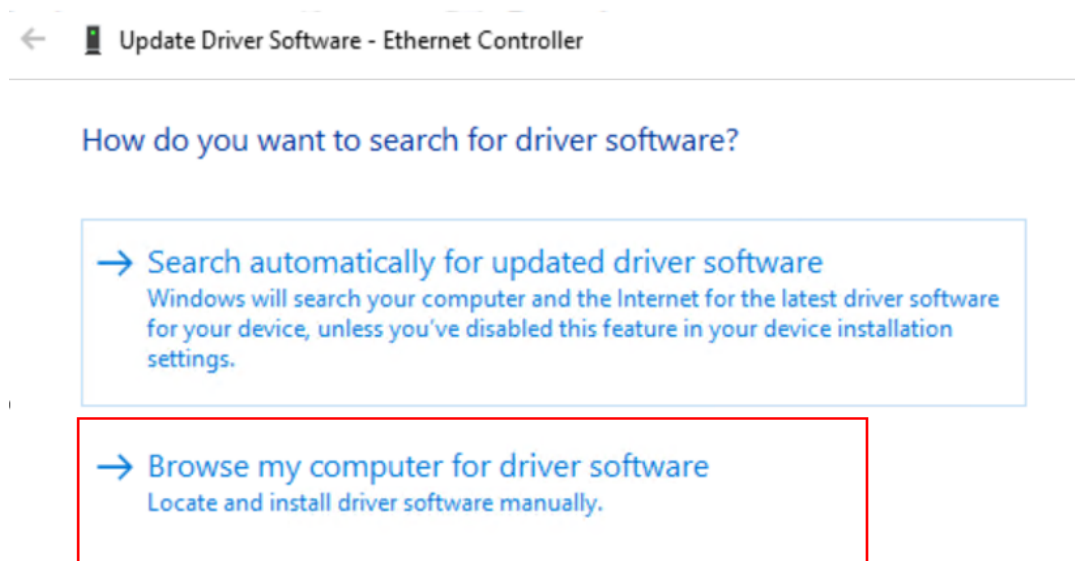 Update Driver Software - Ethernet Controller
How do you want to search for driver software?
Search automatically for updated driver software
Windows will search your computer and the Internet for the latest driver software
for your device, unless you've disabled this feature in your device installation
settings.
Browse my computer for driver software
Locate and install driver software manually.